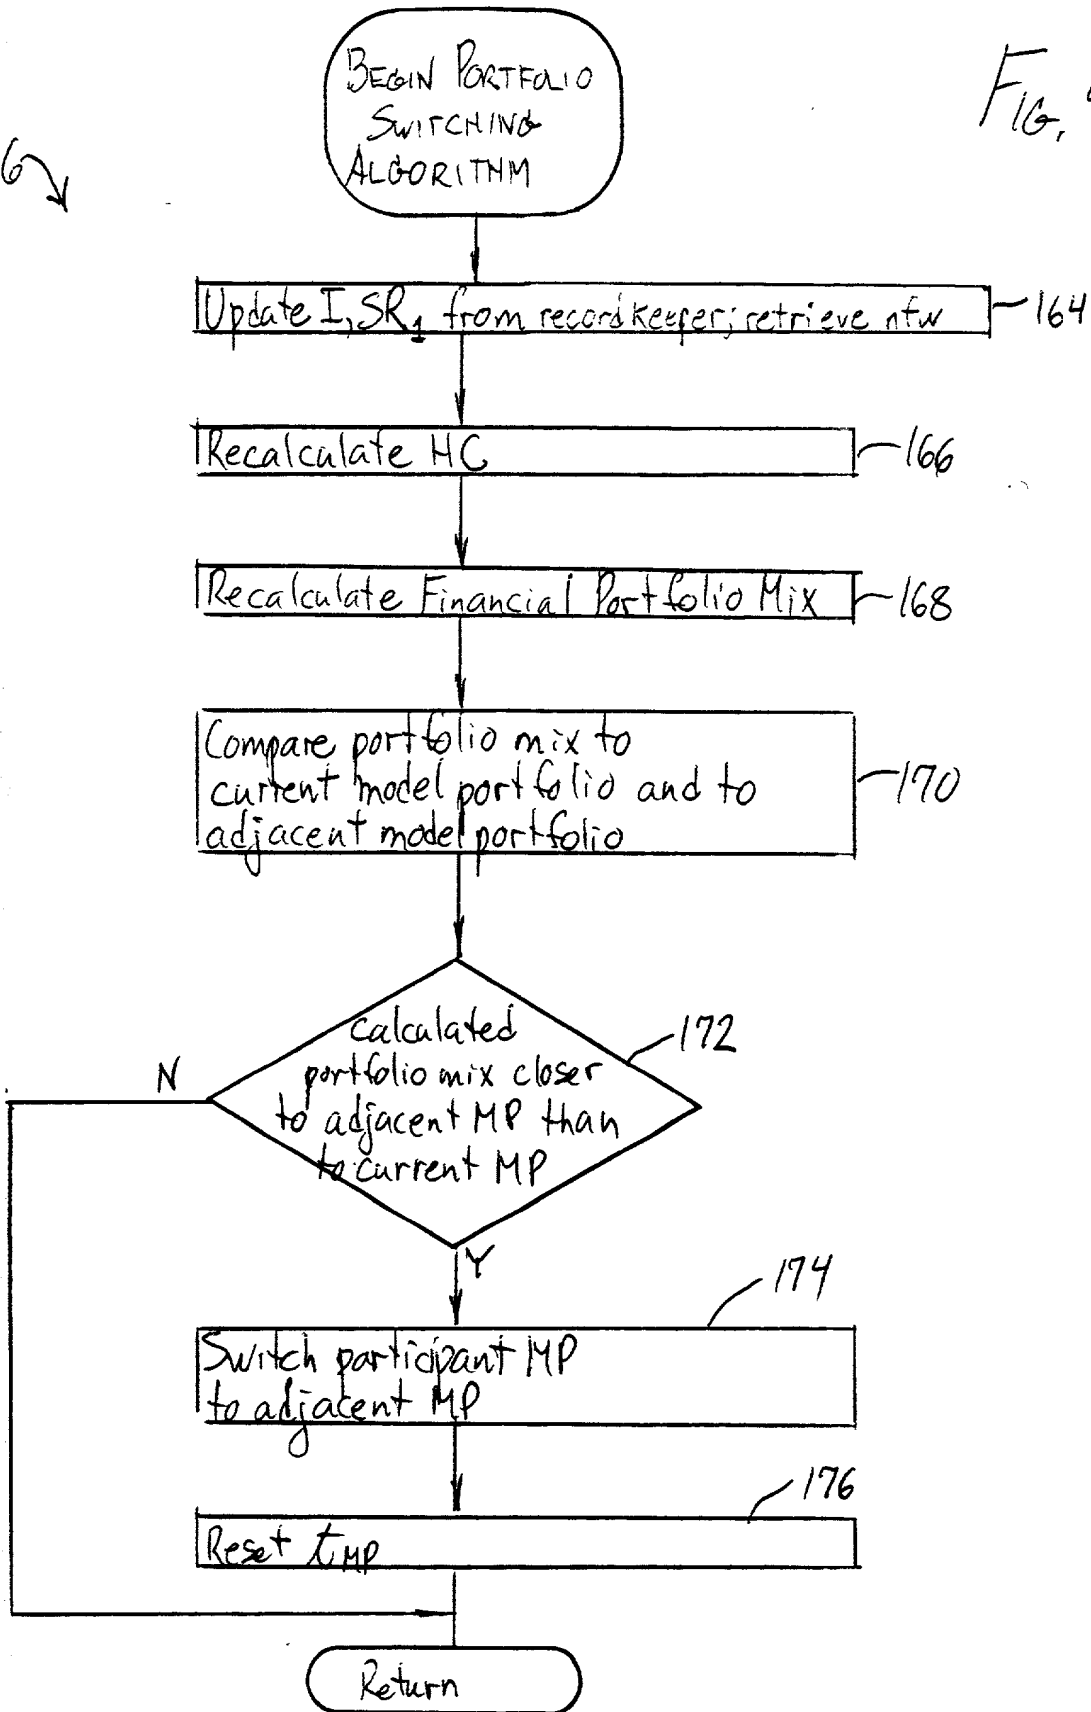 BEGIN PORTFOLIO
SWITCHING
ALGORITHM
FIG.
6
Update I, SR1 from recordkeeper; retrieve nfw
164
Recalculate HC
166
Recalculate Financial Portfolio Mix
168
Compare portfolio mix to
current model portfolio and to
adjacent model portfolio
170
Calculated
portfolio mix closer
to adjacent MP than
to current MP
172
N
Y
174
Switch participant MP
to adjacent MP
176
Reset tMP
Return